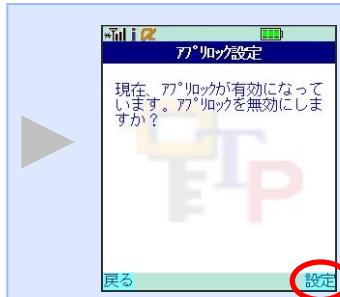 ｱﾌﾟﾘﾛｯｸ設定
現在、ｱﾌﾟﾘﾛｯｸが有効になって
います。ｱﾌﾟﾘﾛｯｸを無効にしま
すか？
TP
戻る 設定